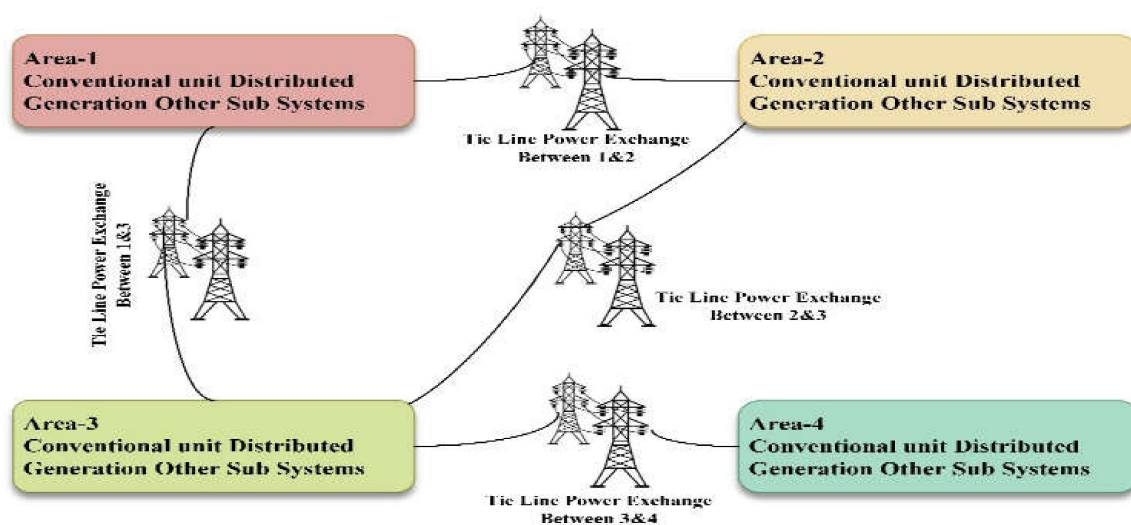 Area-1
Conventional unit Distributed
Generation Other Sub Systems
Area-2
Conventional unit Distributed
Generation Other Sub Systems
Tie Line Power Exchange
Between 1&2
Tie Line Power Exchange
Between 1&3
Tie Line Power Exchange
Between 2&3
Area-3
Conventional unit Distributed
Generation Other Sub Systems
Area-4
Conventional unit Distributed
Generation Other Sub Systems
Tie Line Power Exchange
Between 3&4